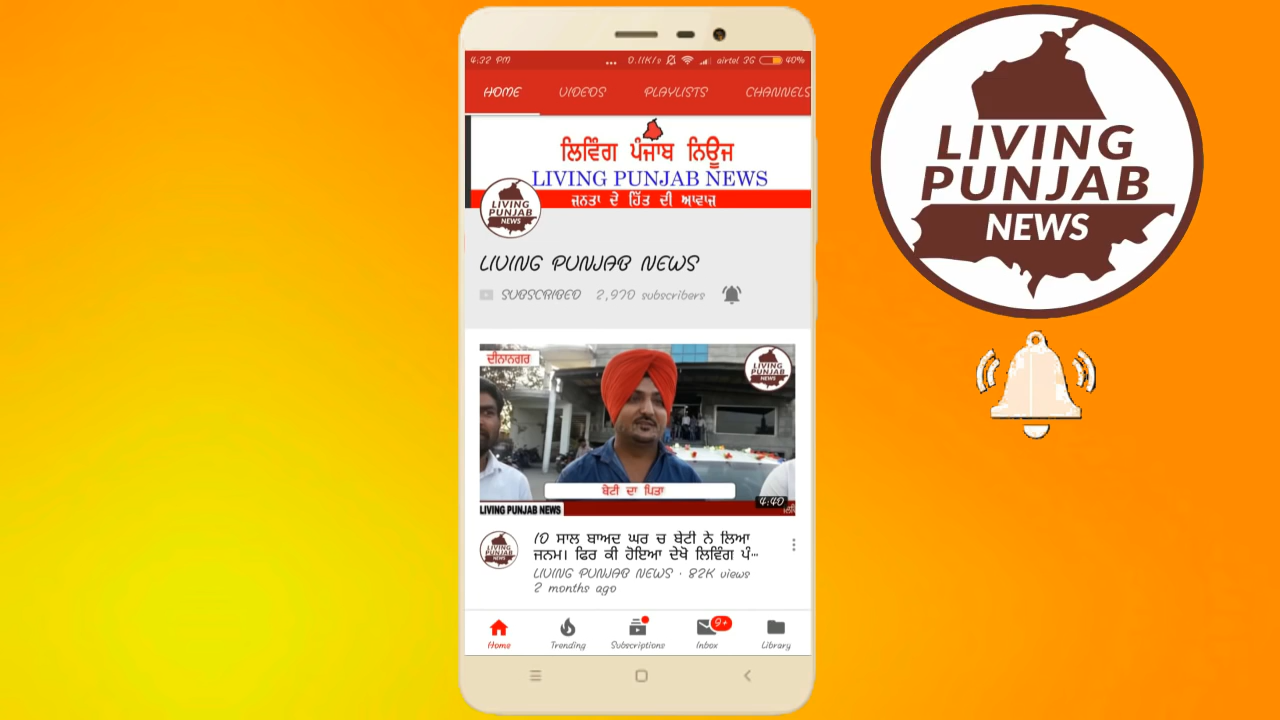 4:32 PM ... 0.11K/s airtel 3G 40%
HOME VIDEOS PLAYLISTS CHANNELS
ਲਿਵਿੰਗ ਪੰਜਾਬ ਨਿਊਜ਼
LIVING PUNJAB NEWS
ਜਨਤਾ ਦੇ ਹਿੱਤ ਦੀ ਆਵਾਜ਼
LIVING
PUNJAB
NEWS
LIVING PUNJAB NEWS
SUBSCRIBED 2,970 subscribers
ਦੀਨਾਨਗਰ
LIVING
PUNJAB
NEWS
ਬੇਟੀ ਦਾ ਪਿਤਾ
4:40
LIVING PUNJAB NEWS
LIVING
PUNJAB
NEWS
10 ਸਾਲ ਬਾਅਦ ਘਰ ਚ ਬੇਟੀ ਨੇ ਲਿਆ
ਜਨਮ। ਫਿਰ ਕੀ ਹੋਇਆ ਦੇਖੋ ਲਿਵਿੰਗ ਪੰ...
LIVING PUNJAB NEWS · 82K views
2 months ago
9+
Home Trending Subscriptions Inbox Library
LIVING
PUNJAB
NEWS